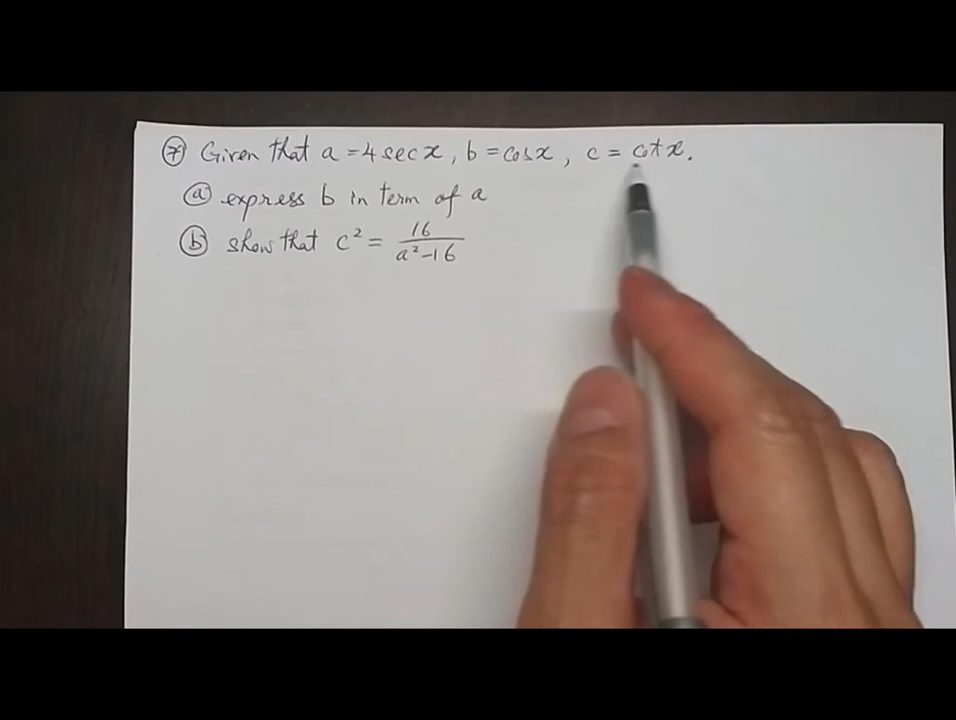 ⑦ Given that a = 4 sec x, b = cos x, c = cot x.
ⓐ express b in term of a
ⓑ show that c² = 16 / (a² - 16)